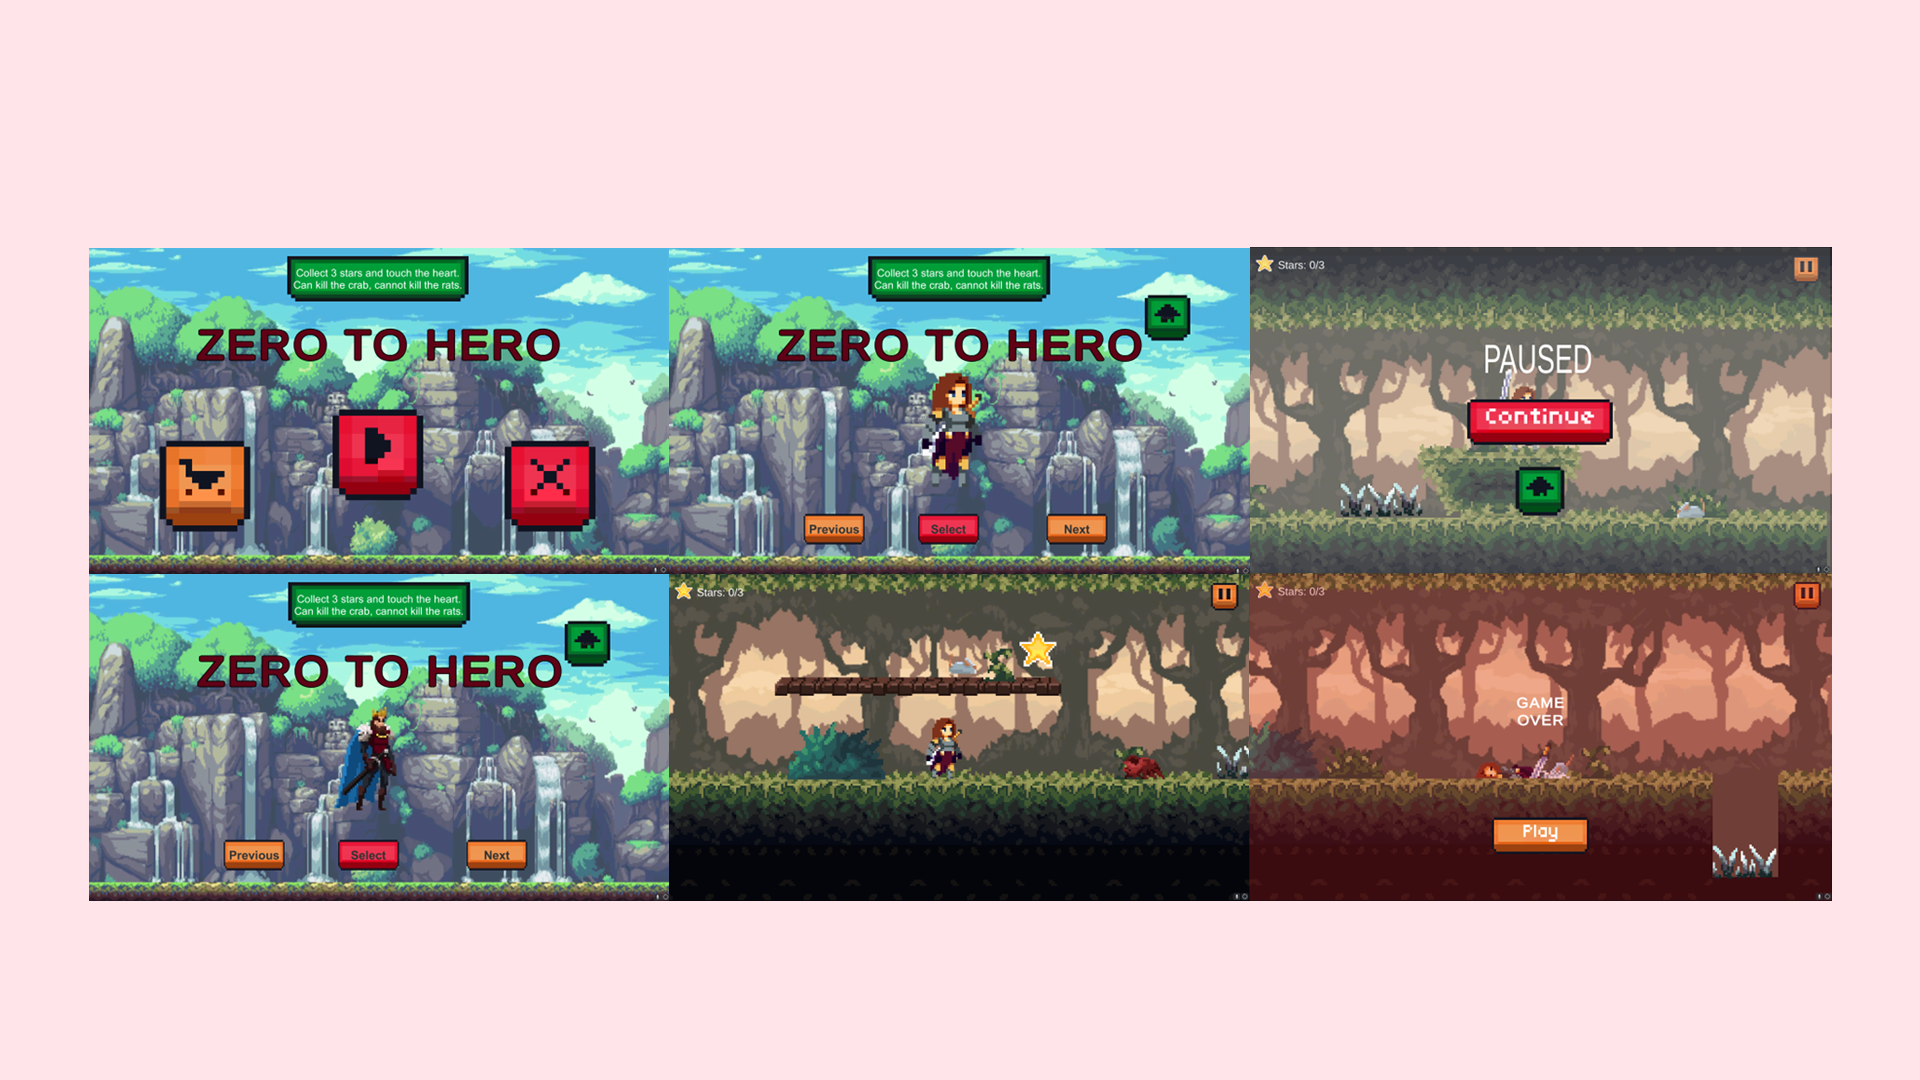 Collect 3 stars and touch the heart.
Can kill the crab, cannot kill the rats.
ZERO TO HERO
Collect 3 stars and touch the heart.
Can kill the crab, cannot kill the rats.
ZERO TO HERO
Previous
Select
Next
Stars: 0/3
PAUSED
Continue
Collect 3 stars and touch the heart.
Can kill the crab, cannot kill the rats.
ZERO TO HERO
Previous
Select
Next
Stars: 0/3
Stars: 0/3
GAME
OVER
Play